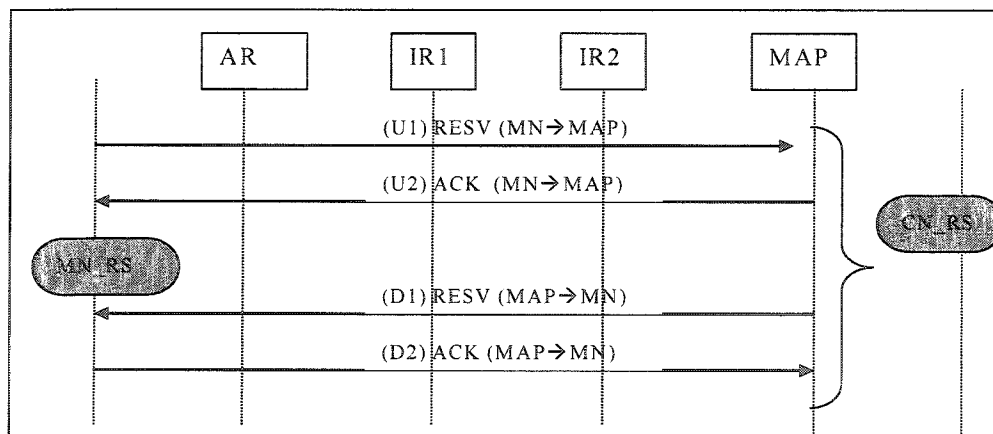 AR IR1 IR2 MAP
(U1) RESV (MN→MAP)
(U2) ACK (MN→MAP)
CN_RS
MN_RS
(D1) RESV (MAP→MN)
(D2) ACK (MAP→MN)